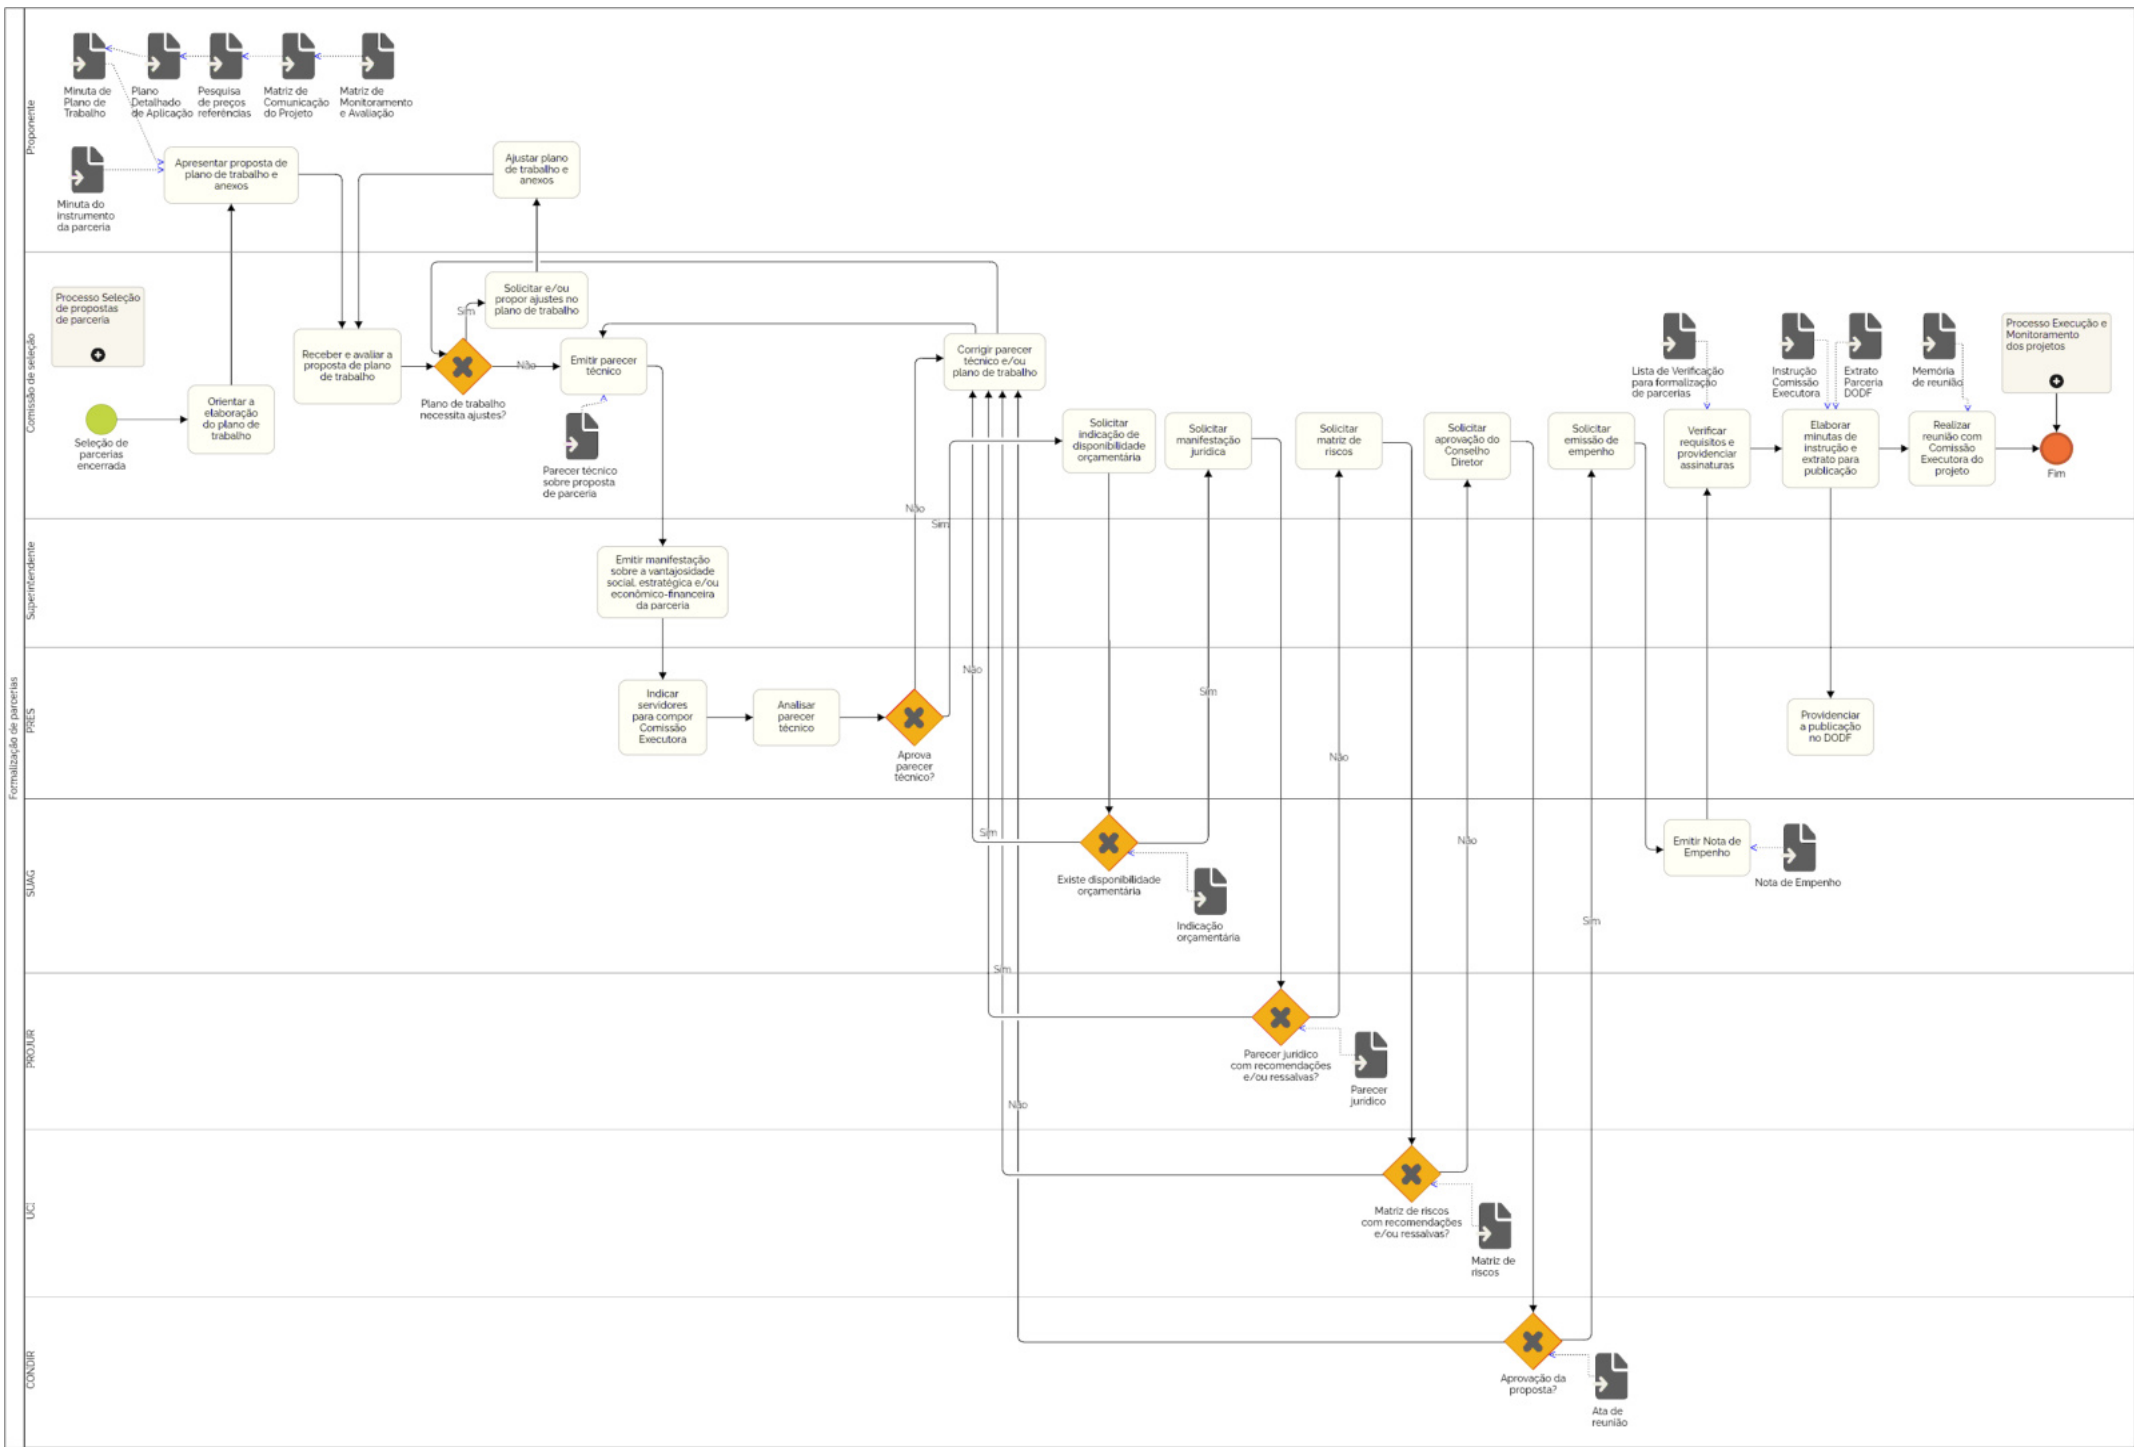 Formalização de parcerias
Proponente
Minuta de
Plano de
Trabalho
Plano
Detalhado
de Aplicação
Pesquisa
de preços
referências
Matriz de
Comunicação
do Projeto
Matriz de
Monitoramento
e Avaliação
Minuta do
instrumento
da parceria
Apresentar proposta de
plano de trabalho e
anexos
Ajustar plano
de trabalho e
anexos
Comissão de seleção
Processo Seleção
de propostas
de parceria
Seleção de
parcerias
encerrada
Orientar a
elaboração
do plano de
trabalho
Receber e avaliar a
proposta de plano
de trabalho
Plano de trabalho
necessita ajustes?
Sim
Solicitar e/ou
propor ajustes no
plano de trabalho
Não
Emitir parecer
técnico
Parecer técnico
sobre proposta
de parceria
Corrigir parecer
técnico e/ou
plano de trabalho
Não
Sim
Solicitar
indicação de
disponibilidade
orçamentária
Solicitar
manifestação
jurídica
Solicitar
matriz de
riscos
Solicitar
aprovação do
Conselho
Diretor
Solicitar
emissão de
empenho
Lista de Verificação
para formalização
de parcerias
Verificar
requisitos e
providenciar
assinaturas
Instrução
Comissão
Executora
Extrato
Parceria
DODF
Elaborar
minutas de
instrução e
extrato para
publicação
Memória
de reunião
Realizar
reunião com
Comissão
Executora do
projeto
Processo Execução e
Monitoramento
dos projetos
Fim
Superintendente
Emitir manifestação
sobre a vantajosidade
social, estratégica e/ou
econômico-financeira
da parceria
PRES
Indicar
servidores
para compor
Comissão
Executora
Analisar
parecer
técnico
Aprova
parecer
técnico?
Não
Sim
Não
Providenciar
a publicação
no DODF
SUAG
Sim
Existe disponibilidade
orçamentária
Indicação
orçamentária
Não
Sim
Emitir Nota de
Empenho
Nota de Empenho
PROJUR
Sim
Parecer jurídico
com recomendações
e/ou ressalvas?
Parecer
jurídico
Não
UCI
Matriz de riscos
com recomendações
e/ou ressalvas?
Matriz de
riscos
CONDIR
Aprovação da
proposta?
Ata de
reunião